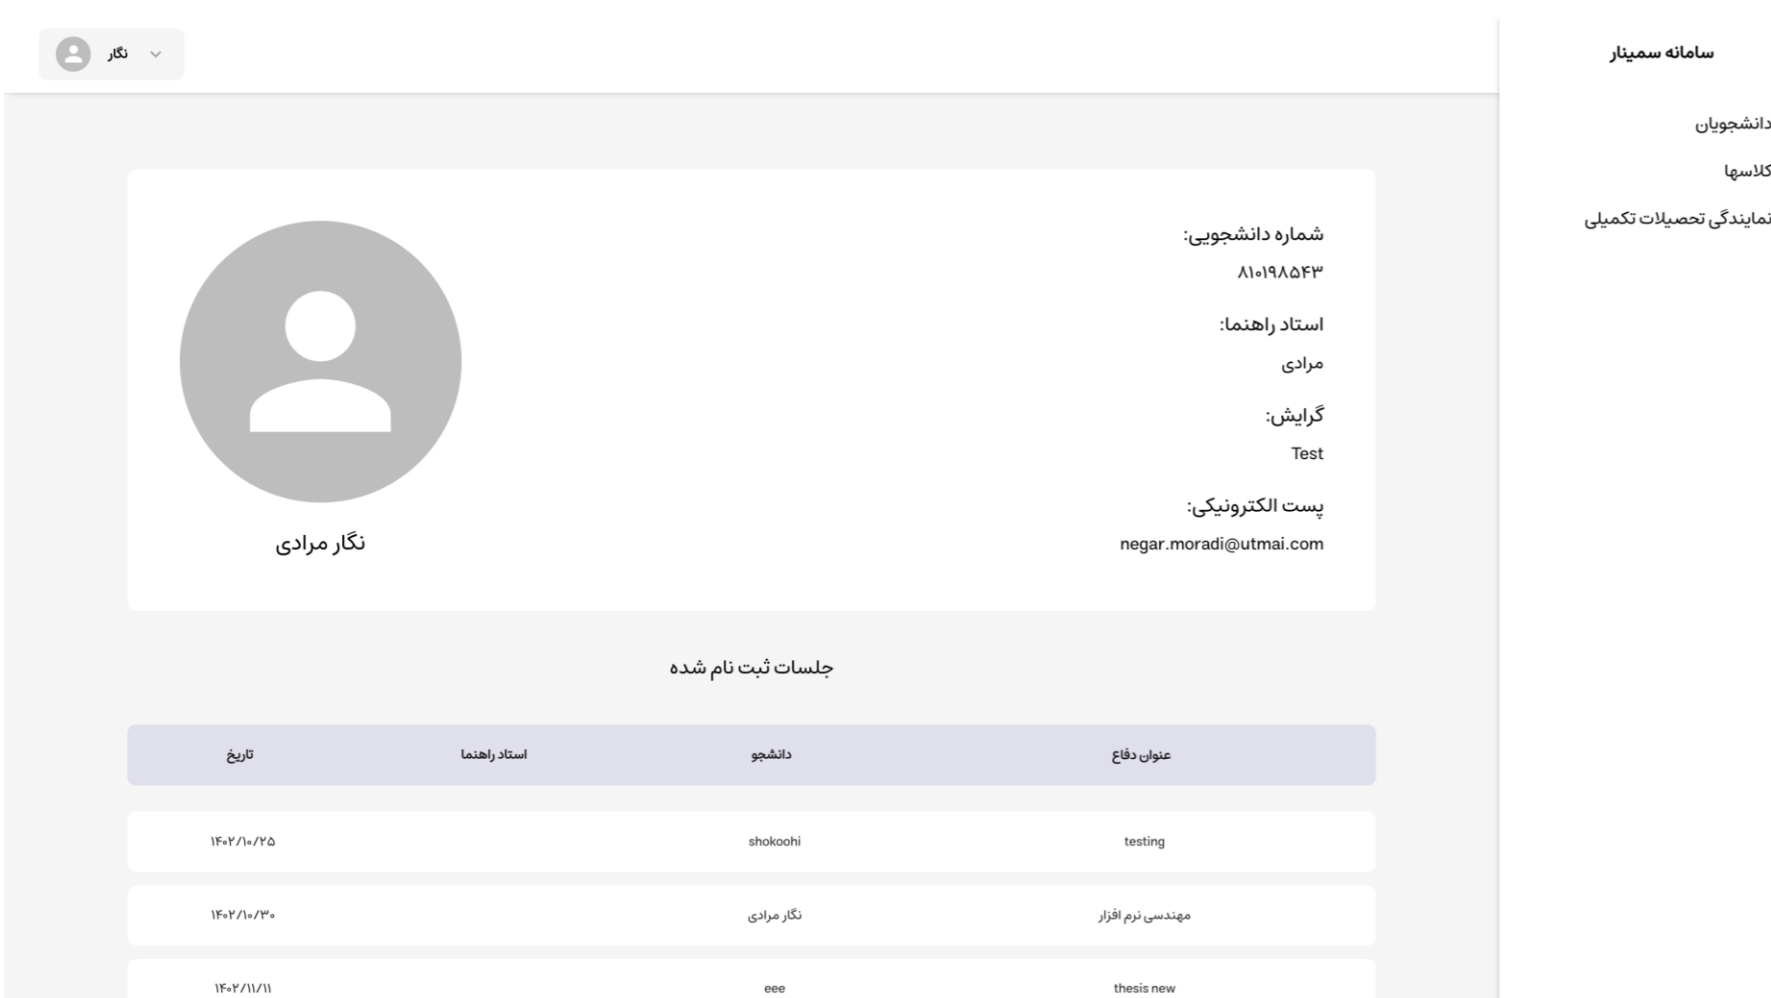 سامانه سمینار
دانشجویان
کلاسها
نمایندگی تحصیلات تکمیلی
نگار
شماره دانشجویی:
۸۱۰۱۹۸۵۴۳
استاد راهنما:
مرادی
گرایش:
Test
پست الکترونیکی:
negar.moradi@utmai.com
نگار مرادی
جلسات ثبت نام شده
عنوان دفاع دانشجو استاد راهنما تاریخ
testing shokoohi ۱۴۰۲/۱۰/۲۵
مهندسی نرم افزار نگار مرادی ۱۴۰۲/۱۰/۳۰
thesis new eee ۱۴۰۲/۱۱/۱۱